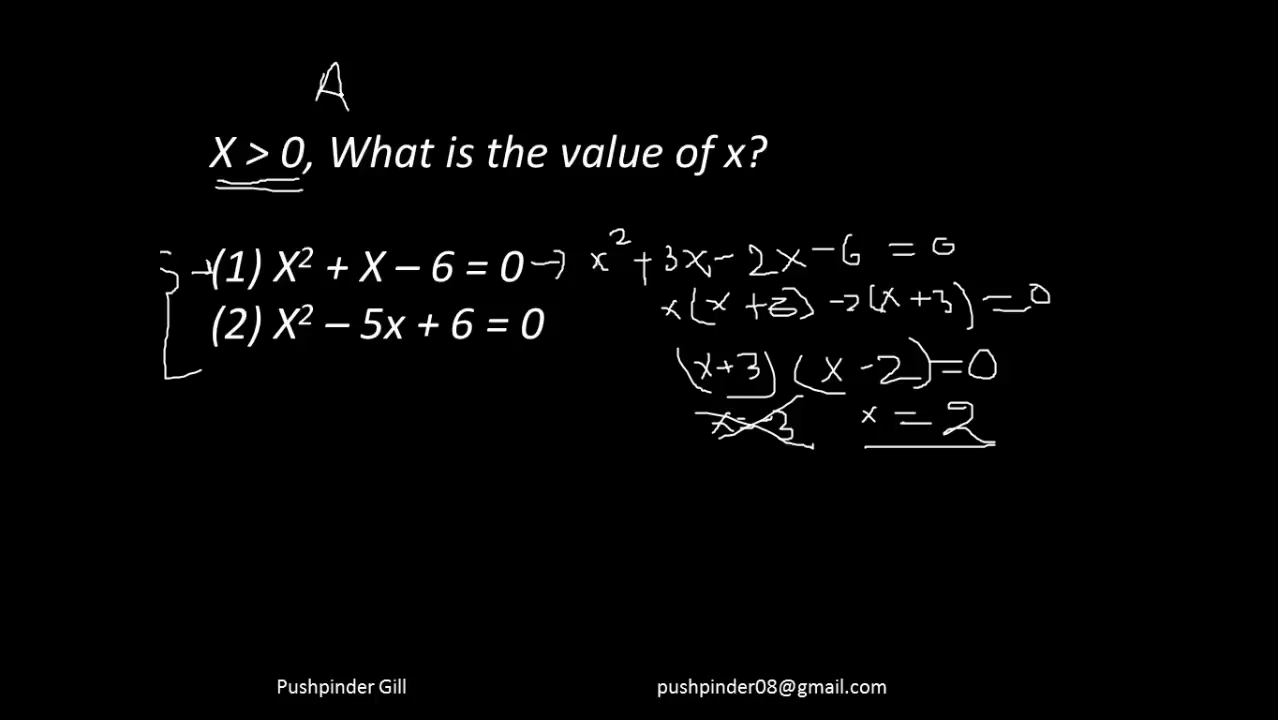 A
X > 0, What is the value of x?
(1) X² + X – 6 = 0 → x² + 3x - 2x - 6 = 0
x(x + 3) -2(x + 3) = 0
(2) X² – 5x + 6 = 0
(x+3) (x - 2) = 0
x=-3 x = 2
Pushpinder Gill pushpinder08@gmail.com